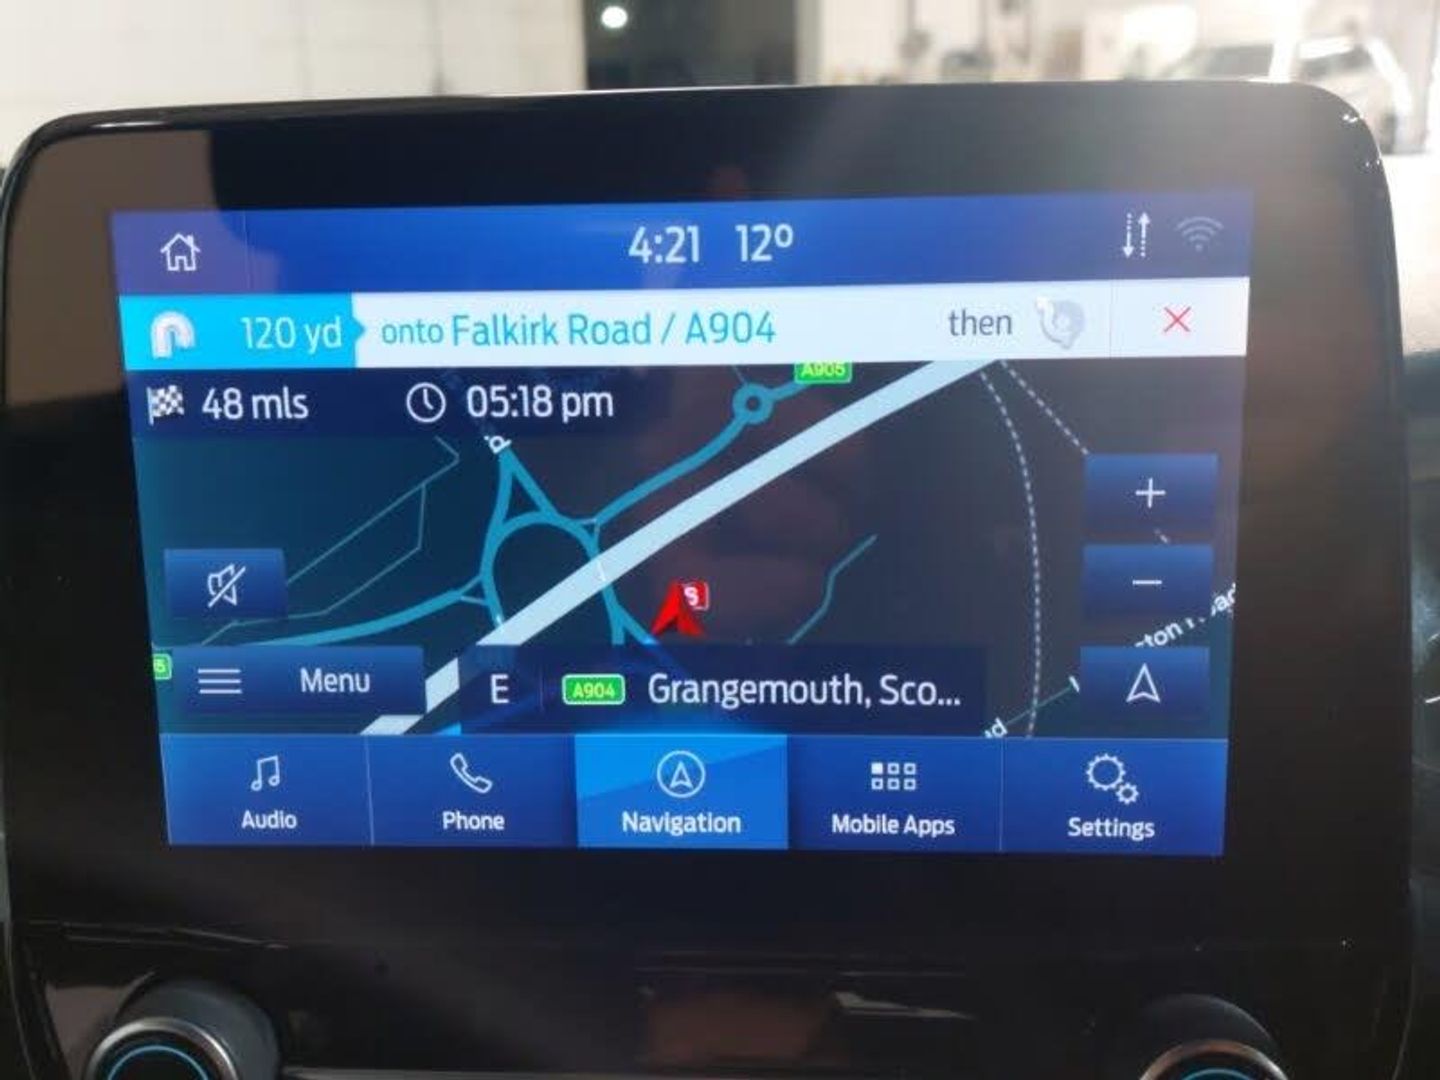 4:21 12°
120 yd onto Falkirk Road / A904 then
48 mls 05:18 pm
A905
S
Menu
E A904 Grangemouth, Sco...
Audio Phone Navigation Mobile Apps Settings